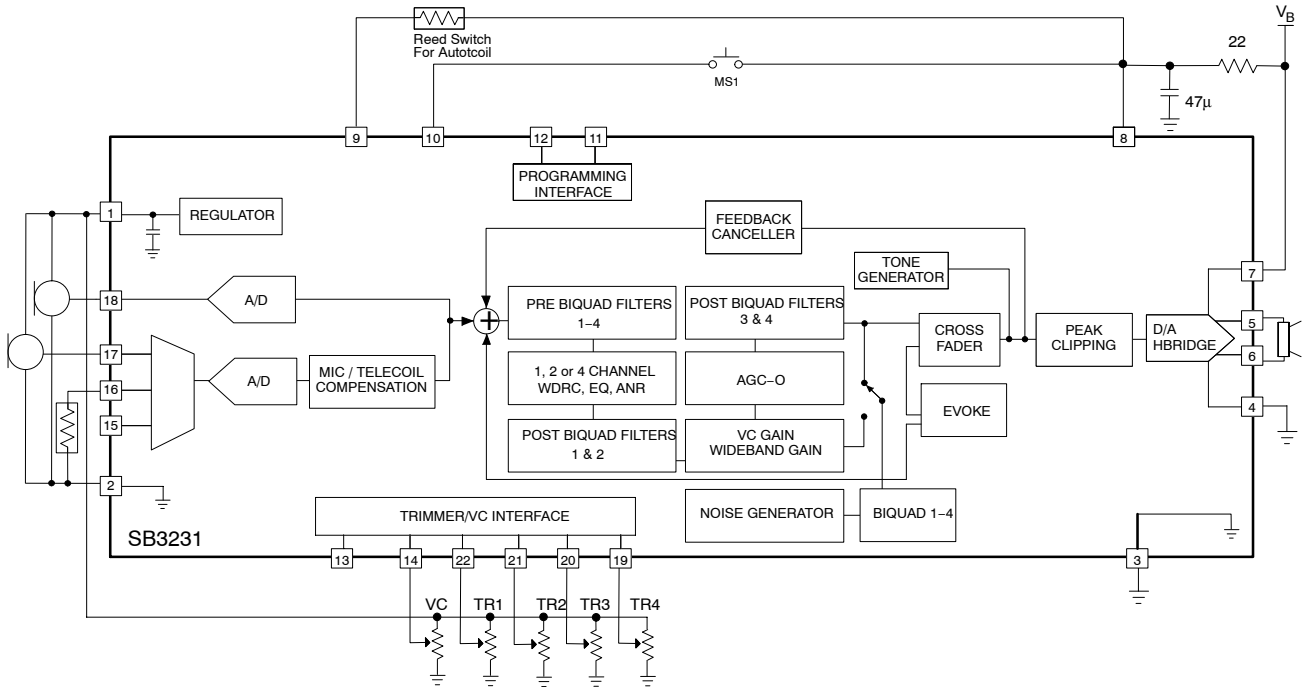 VB
Reed Switch
For Autotcoil
22
MS1
47µ
9
10
12
11
8
PROGRAMMING
INTERFACE
1
REGULATOR
FEEDBACK
CANCELLER
TONE
GENERATOR
7
18
A/D
PRE BIQUAD FILTERS
1–4
POST BIQUAD FILTERS
3 & 4
CROSS
FADER
PEAK
CLIPPING
D/A
HBRIDGE
5
6
17
16
15
A/D
MIC / TELECOIL
COMPENSATION
1, 2 or 4 CHANNEL
WDRC, EQ, ANR
AGC–O
EVOKE
4
POST BIQUAD FILTERS
1 & 2
VC GAIN
WIDEBAND GAIN
2
TRIMMER/VC INTERFACE
NOISE GENERATOR
BIQUAD 1–4
SB3231
13
14
22
21
20
19
3
VC
TR1
TR2
TR3
TR4